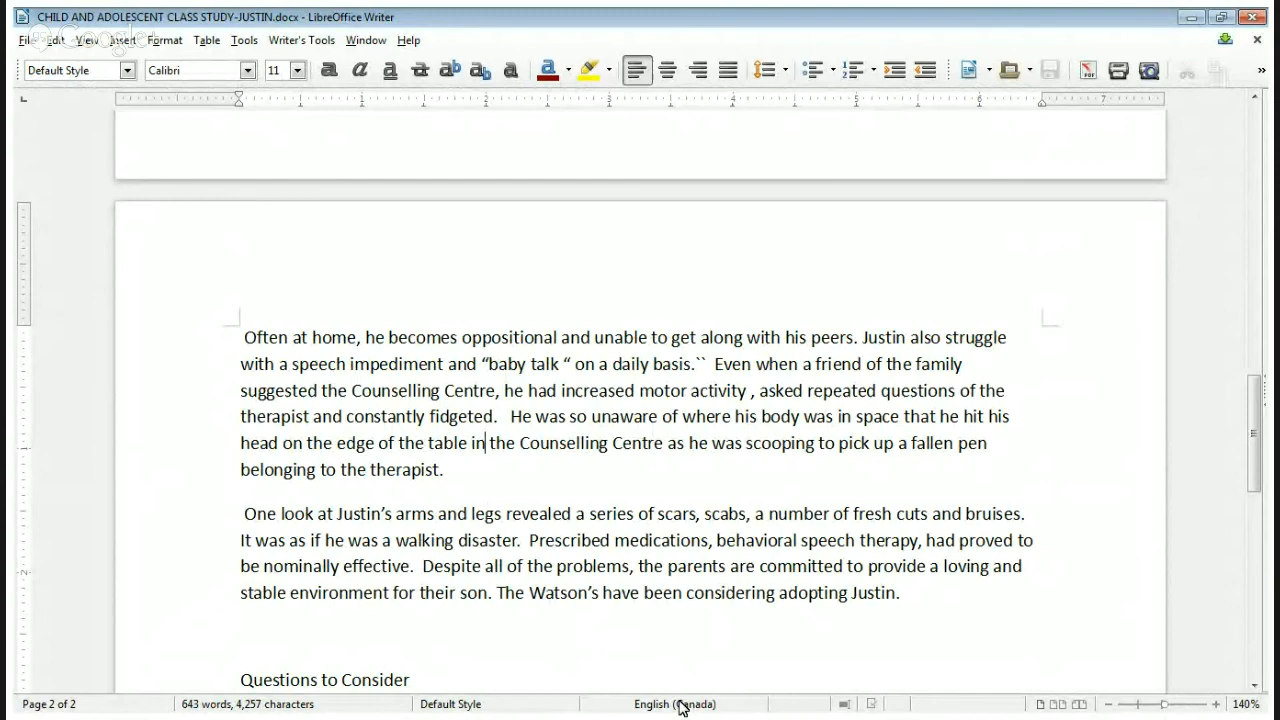 CHILD AND ADOLESCENT CLASS STUDY-JUSTIN.docx - LibreOffice Writer
Google+
File Edit View Insert Format Table Tools Writer's Tools Window Help
Default Style Calibri 11
1 2 3 4 5 6 7
Often at home, he becomes oppositional and unable to get along with his peers. Justin also struggle
with a speech impediment and “baby talk “ on a daily basis.`` Even when a friend of the family
suggested the Counselling Centre, he had increased motor activity , asked repeated questions of the
therapist and constantly fidgeted. He was so unaware of where his body was in space that he hit his
head on the edge of the table in the Counselling Centre as he was scooping to pick up a fallen pen
belonging to the therapist.
One look at Justin’s arms and legs revealed a series of scars, scabs, a number of fresh cuts and bruises.
It was as if he was a walking disaster. Prescribed medications, behavioral speech therapy, had proved to
be nominally effective. Despite all of the problems, the parents are committed to provide a loving and
stable environment for their son. The Watson’s have been considering adopting Justin.
Questions to Consider
Page 2 of 2 643 words, 4,257 characters Default Style English (Canada) 140%